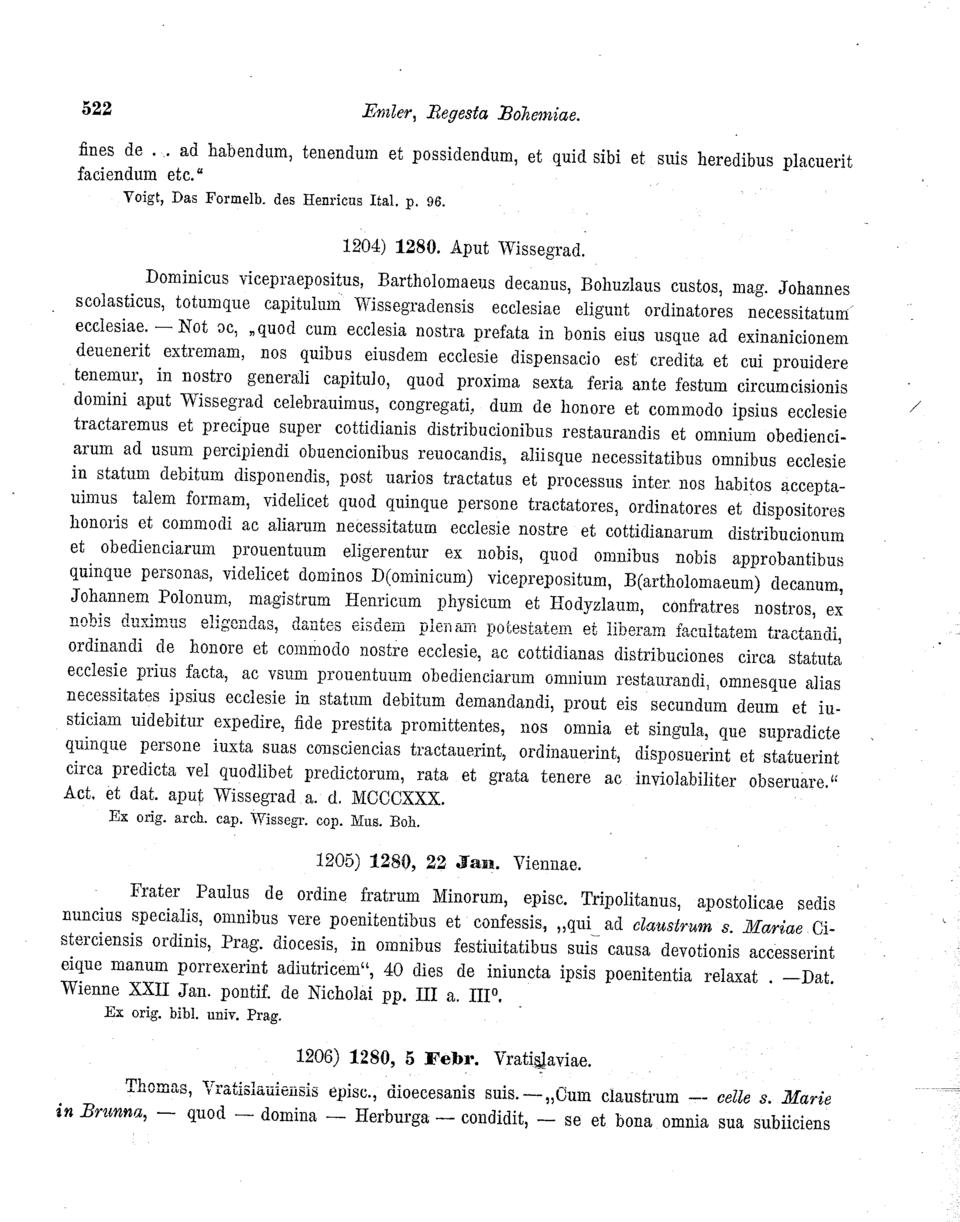 522 Emler, Regesta Bohemiae.
fines de . . ad habendum, tenendum et possidendum, et quid sibi et suis heredibus placuerit
faciendum etc.“
Voigt, Das Formelb. des Henricus Ital. p. 96.
1204) 1280. Aput Wissegrad.
Dominicus vicepraepositus, Bartholomaeus decanus, Bohuzlaus custos, mag. Johannes
scolasticus, totumque capitulum Wissegradensis ecclesiae eligunt ordinatores necessitatum
ecclesiae. — Not oc, „quod cum ecclesia nostra prefata in bonis eius usque ad exinanicionem
deuenerit extremam, nos quibus eiusdem ecclesie dispensacio est credita et cui prouidere
tenemur, in nostro generali capitulo, quod proxima sexta feria ante festum circumcisionis
domini aput Wissegrad celebrauimus, congregati, dum de honore et commodo ipsius ecclesie
tractaremus et precipue super cottidianis distribucionibus restaurandis et omnium obedienci-
arum ad usum percipiendi obuencionibus reuocandis, aliisque necessitatibus omnibus ecclesie
in statum debitum disponendis, post uarios tractatus et processus inter nos habitos accepta-
uimus talem formam, videlicet quod quinque persone tractatores, ordinatores et dispositores
honoris et commodi ac aliarum necessitatum ecclesie nostre et cottidianarum distribucionum
et obedienciarum prouentuum eligerentur ex nobis, quod omnibus nobis approbantibus
quinque personas, videlicet dominos D(ominicum) viceprepositum, B(artholomaeum) decanum,
Johannem Polonum, magistrum Henricum physicum et Hodyzlaum, confratres nostros, ex
nobis duximus eligendas, dantes eisdem plenam potestatem et liberam facultatem tractandi,
ordinandi de honore et commodo nostre ecclesie, ac cottidianas distribuciones circa statuta
ecclesie prius facta, ac vsum prouentuum obedienciarum omnium restaurandi, omnesque alias
necessitates ipsius ecclesie in statum debitum demandandi, prout eis secundum deum et iu-
sticiam uidebitur expedire, fide prestita promittentes, nos omnia et singula, que supradicte
quinque persone iuxta suas consciencias tractauerint, ordinauerint, disposuerint et statuerint
circa predicta vel quodlibet predictorum, rata et grata tenere ac inviolabiliter obseruare.“
Act. et dat. aput Wissegrad a. d. MCCCXXX.
Ex orig. arch. cap. Wissegr. cop. Mus. Boh.
1205) 1280, 22 Jan. Viennae.
Frater Paulus de ordine fratrum Minorum, episc. Tripolitanus, apostolicae sedis
nuncius specialis, omnibus vere poenitentibus et confessis, „qui ad claustrum s. Mariae Ci-
sterciensis ordinis, Prag. diocesis, in omnibus festiuitatibus suis causa devotionis accesserint
eique manum porrexerint adiutricem“, 40 dies de iniuncta ipsis poenitentia relaxat . —Dat.
Wienne XXII Jan. pontif. de Nicholai pp. III a. III⁰.
Ex orig. bibl. univ. Prag.
1206) 1280, 5 Febr. Vratislaviae.
Thomas, Vratislauiensis episc., dioecesanis suis. —„Cum claustrum — celle s. Marie
in Brunna, — quod — domina — Herburga — condidit, — se et bona omnia sua subiiciens